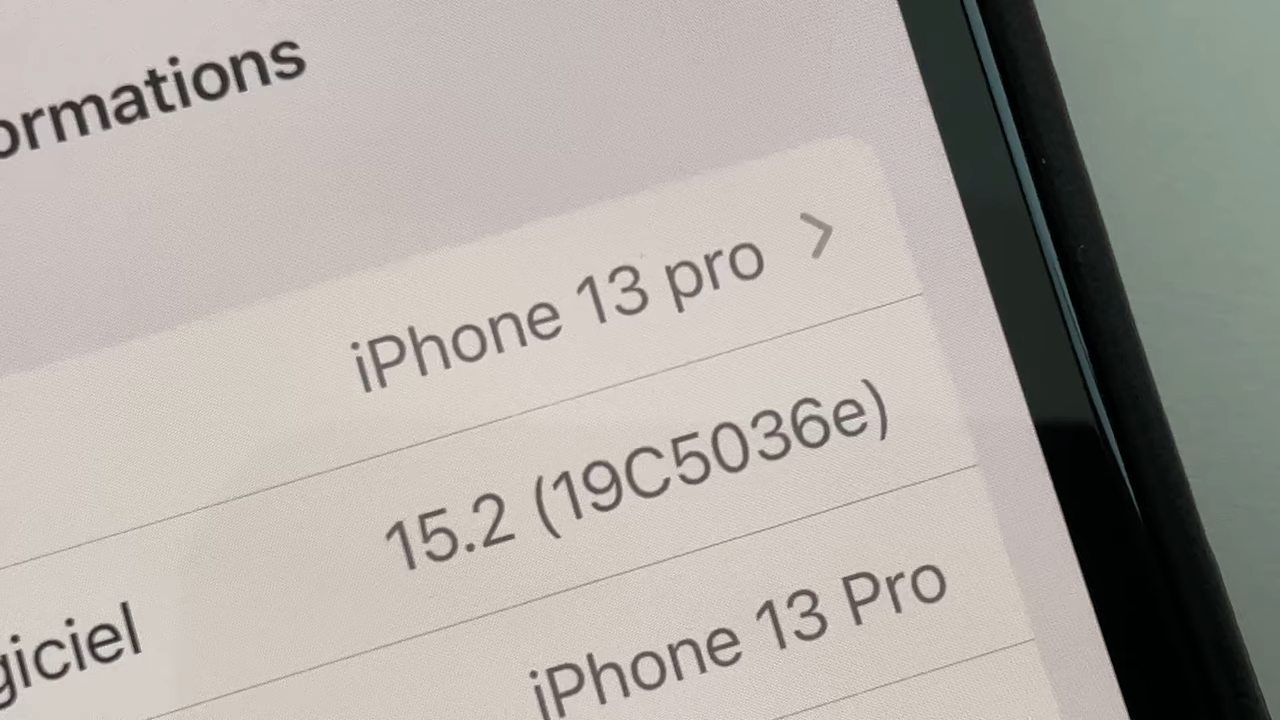 ormations
iPhone 13 pro
15.2 (19C5036e)
giciel
iPhone 13 Pro